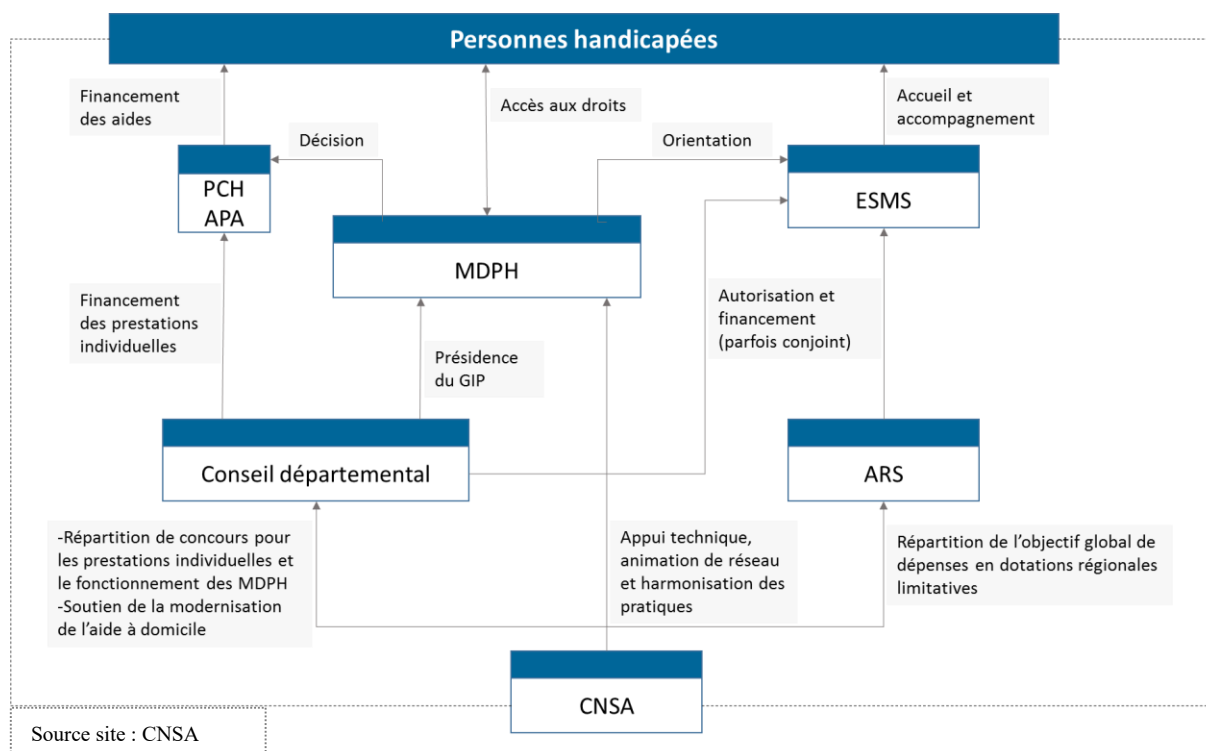 Personnes handicapées
Financement
des aides
Accès aux droits
Accueil et
accompagnement
Décision
Orientation
PCH
APA
ESMS
MDPH
Financement
des prestations
individuelles
Autorisation et
financement
(parfois conjoint)
Présidence
du GIP
Conseil départemental
ARS
-Répartition de concours pour
les prestations individuelles et
le fonctionnement des MDPH
-Soutien de la modernisation
de l’aide à domicile
Appui technique,
animation de réseau
et harmonisation des
pratiques
Répartition de l’objectif global de
dépenses en dotations régionales
limitatives
CNSA
Source site : CNSA